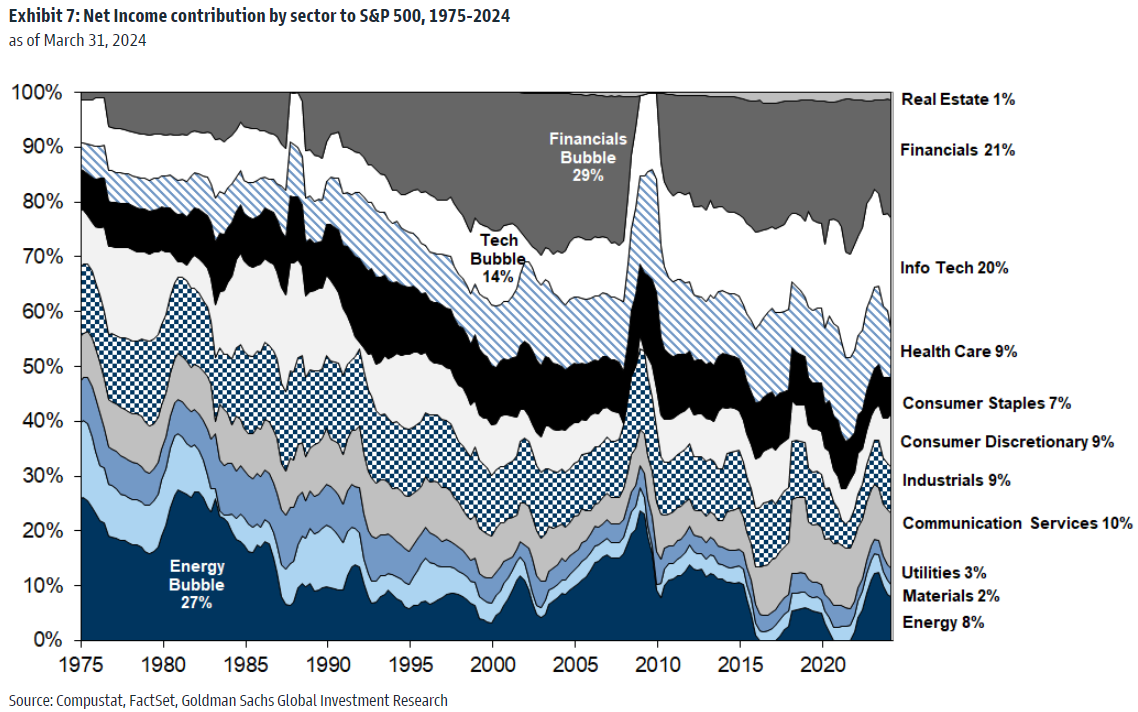 Exhibit 7: Net Income contribution by sector to S&P 500, 1975-2024
as of March 31, 2024
100%
90%
80%
70%
60%
50%
40%
30%
20%
10%
0%
Financials
Bubble
29%
Tech
Bubble
14%
Energy
Bubble
27%
Real Estate 1%
Financials 21%
Info Tech 20%
Health Care 9%
Consumer Staples 7%
Consumer Discretionary 9%
Industrials 9%
Communication Services 10%
Utilities 3%
Materials 2%
Energy 8%
1975 1980 1985 1990 1995 2000 2005 2010 2015 2020
Source: Compustat, FactSet, Goldman Sachs Global Investment Research